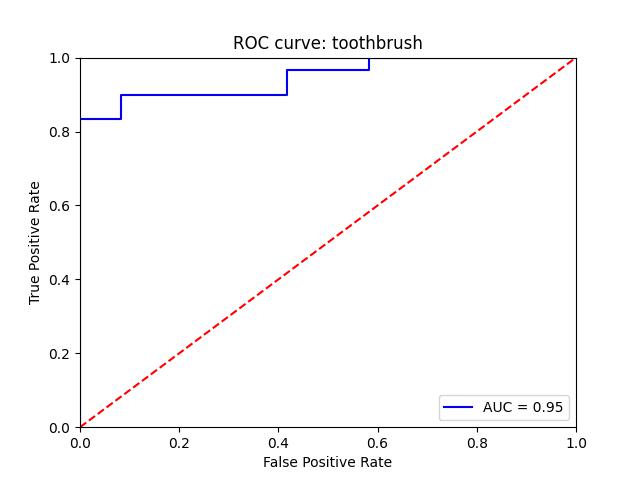 ROC curve: toothbrush
1.0
0.8
0.6
0.4
0.2
0.0
True Positive Rate
AUC = 0.95
0.0 0.2 0.4 0.6 0.8 1.0
False Positive Rate